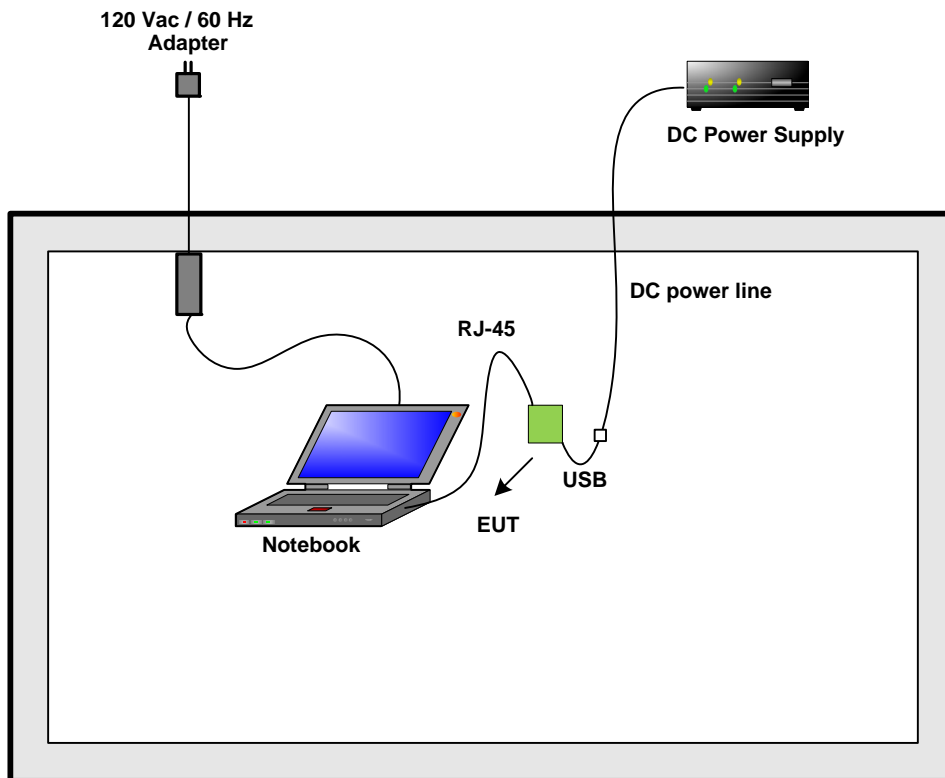 120 Vac / 60 Hz
Adapter
DC Power Supply
DC power line
RJ-45
USB
EUT
Notebook